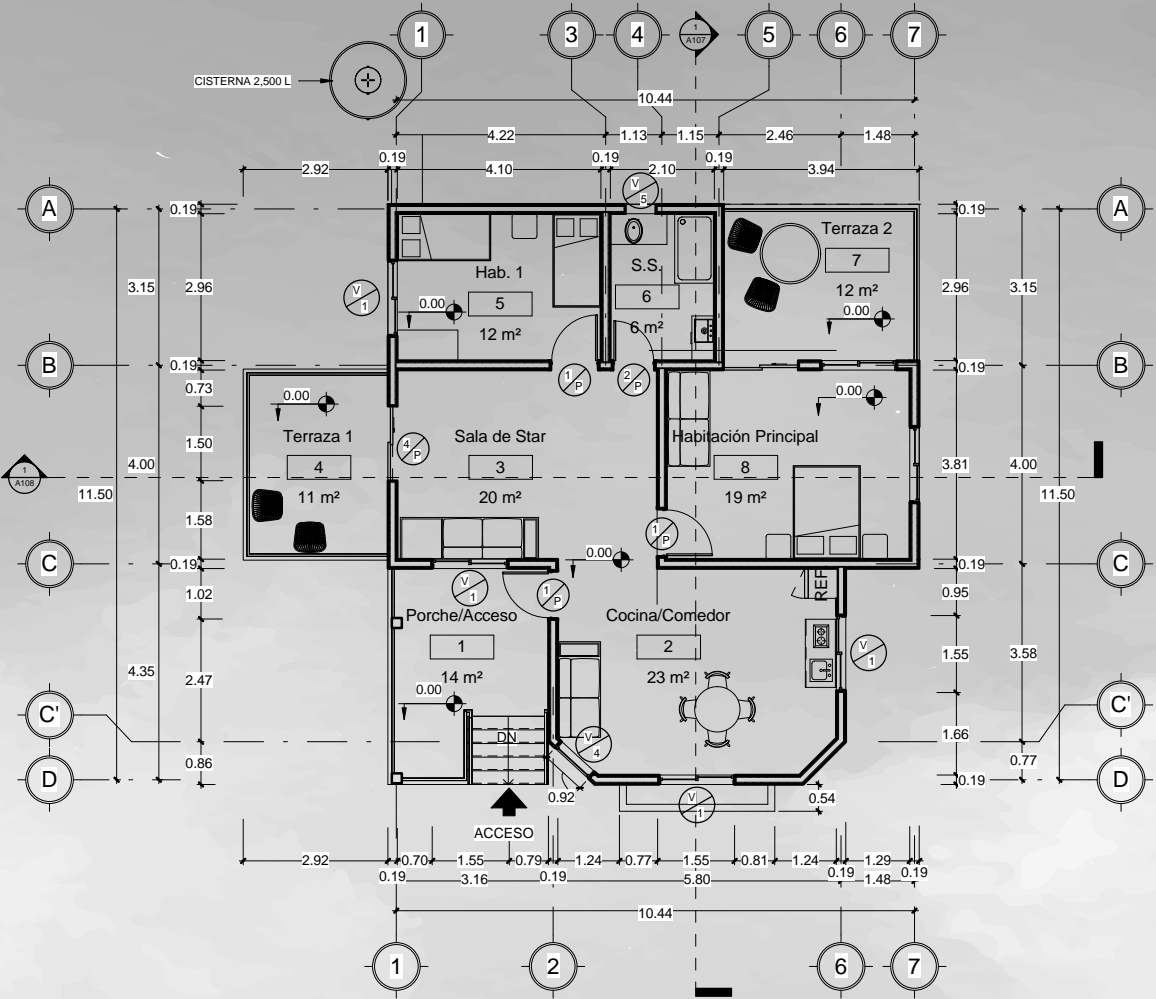 1 3 4 1 A107 5 6 7
CISTERNA 2,500 L
10.44
4.22 1.13 1.15 2.46 1.48
0.19 0.19 0.19
2.92 4.10 2.10 3.94
V 5
A 0.19 0.19 A
Terraza 2
7
12 m²
0.00
Hab. 1
5
12 m²
0.00
S.S.
6
6 m²
V 1
3.15 2.96 2.96 3.15
B 0.19 0.19 B
0.73
1 P
2 P
0.00
Terraza 1
4
11 m²
0.00
4 P
Sala de Star
3
20 m²
Habitación Principal
8
19 m²
1.50
4.00 3.81 4.00
1 A108
11.50 11.50
1.58
1 P
0.00
C 0.19 0.19 C
1.02 0.95
V 1
1 P
REF
Porche/Acceso
1
14 m²
0.00
Cocina/Comedor
2
23 m²
V 1
1.55 3.58
4.35 2.47
C' C'
DN
V 4
1.66
0.86 0.77
D 0.19 D
0.92
V 1
0.54
ACCESO
2.92 0.70 1.55 0.79 1.24 0.77 1.55 0.81 1.24 1.29
0.19 3.16 0.19 5.80 0.19 1.48 0.19
10.44
1 2 6 7